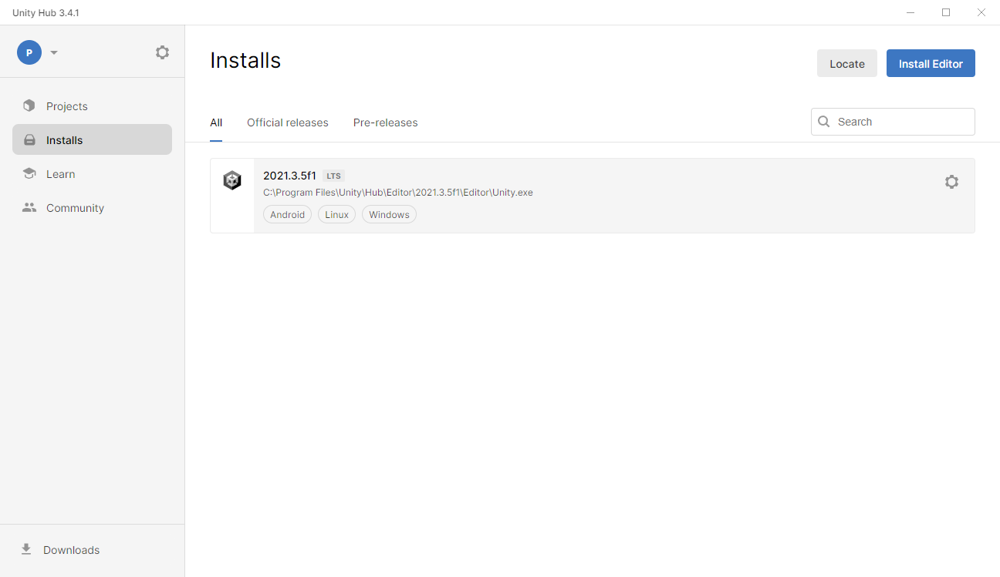 Unity Hub 3.4.1
P
Projects
Installs
Learn
Community
Downloads
Installs
Locate
Install Editor
All
Official releases
Pre-releases
Search
2021.3.5f1 LTS
C:\Program Files\Unity\Hub\Editor\2021.3.5f1\Editor\Unity.exe
Android
Linux
Windows